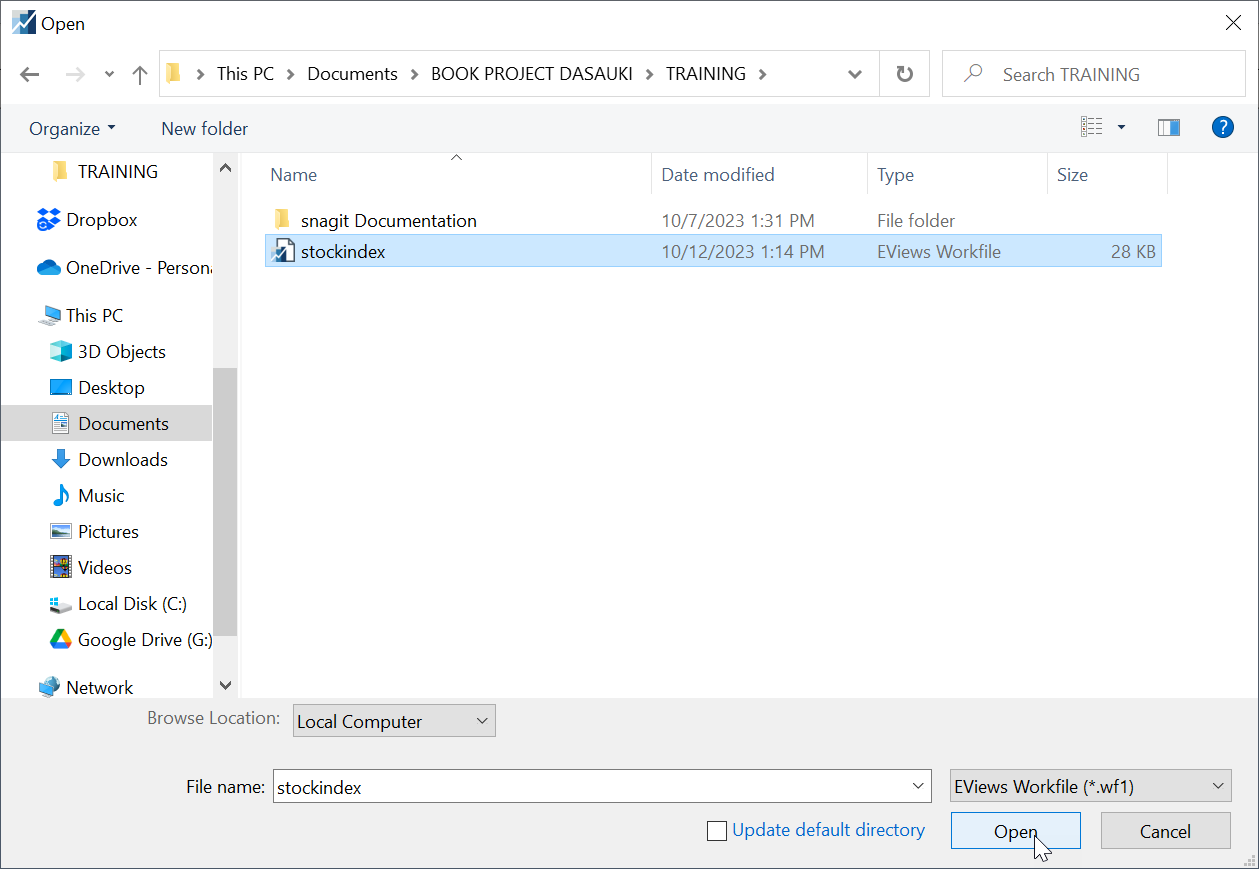 Open
This PC > Documents > BOOK PROJECT DASAUKI > TRAINING >
Search TRAINING
Organize
New folder
TRAINING
Dropbox
OneDrive - Persona
This PC
3D Objects
Desktop
Documents
Downloads
Music
Pictures
Videos
Local Disk (C:)
Google Drive (G:)
Network
Name Date modified Type Size
snagit Documentation 10/7/2023 1:31 PM File folder
stockindex 10/12/2023 1:14 PM EViews Workfile 28 KB
Browse Location: Local Computer
File name: stockindex EViews Workfile (*.wf1)
Update default directory Open Cancel